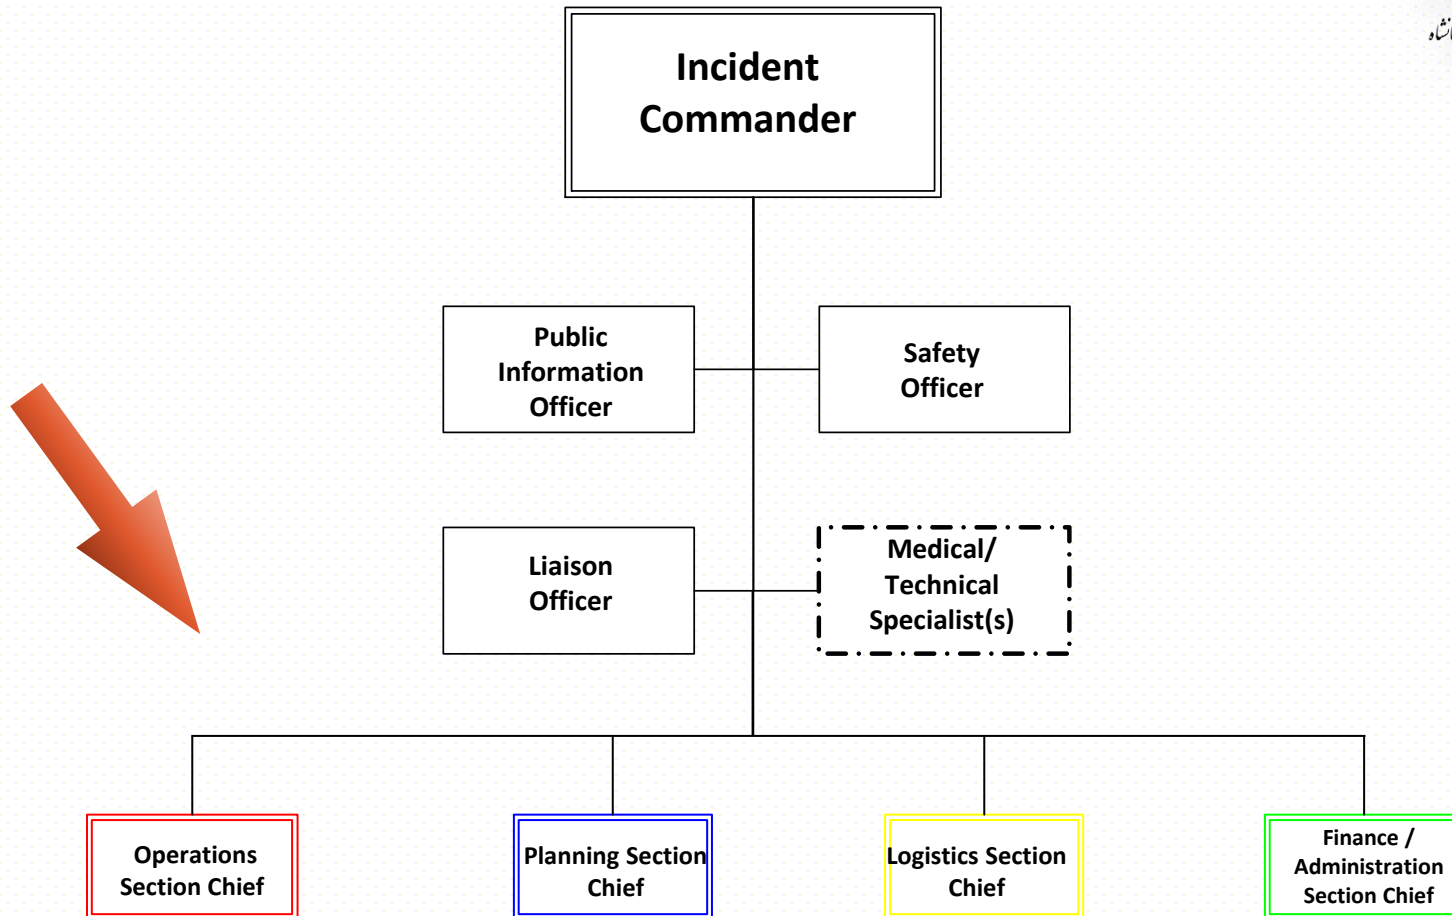 Incident
Commander
Public
Information
Officer
Safety
Officer
Liaison
Officer
Medical/
Technical
Specialist(s)
Operations
Section Chief
Planning Section
Chief
Logistics Section
Chief
Finance /
Administration
Section Chief